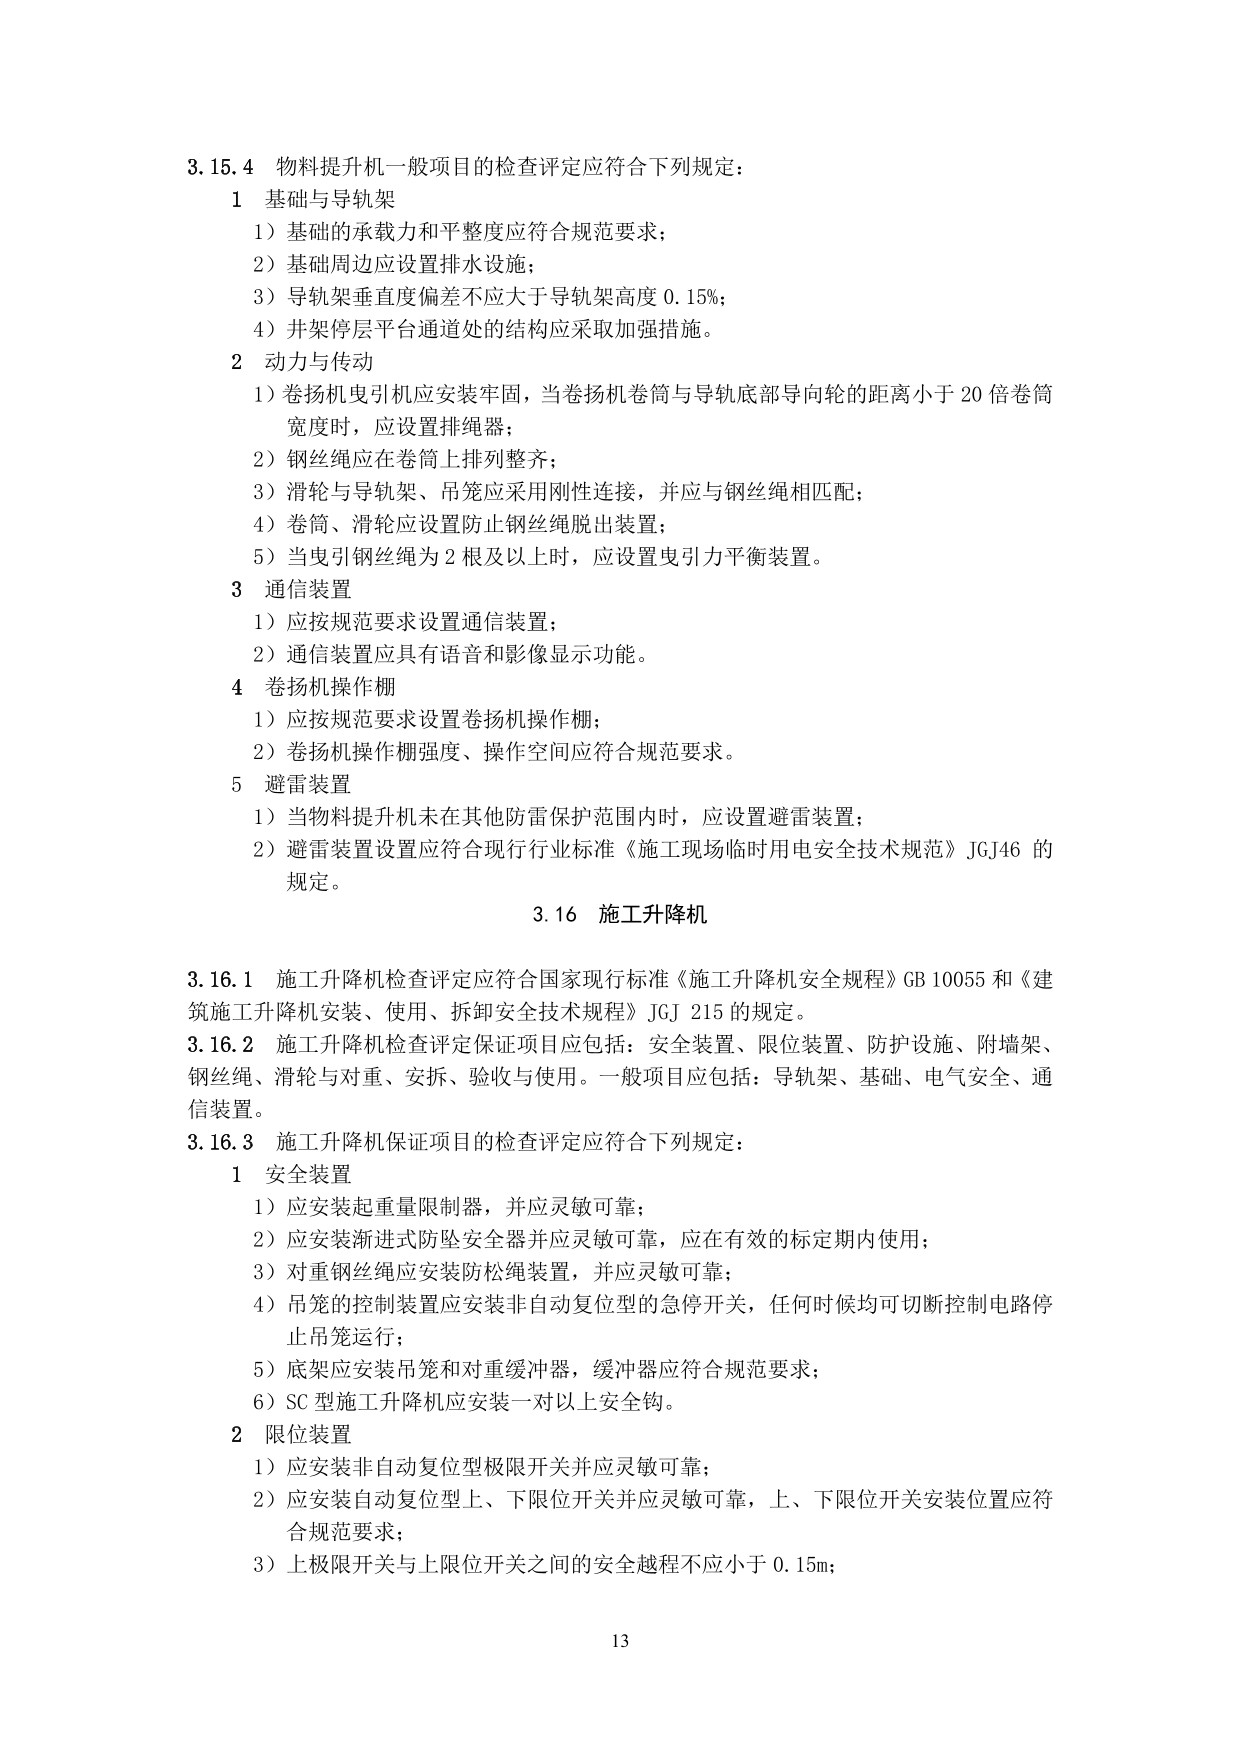 3.15.4 物料提升机一般项目的检查评定应符合下列规定：
1 基础与导轨架
1）基础的承载力和平整度应符合规范要求；
2）基础周边应设置排水设施；
3）导轨架垂直度偏差不应大于导轨架高度 0.15%；
4）井架停层平台通道处的结构应采取加强措施。
2 动力与传动
1）卷扬机曳引机应安装牢固，当卷扬机卷筒与导轨底部导向轮的距离小于 20 倍卷筒
宽度时，应设置排绳器；
2）钢丝绳应在卷筒上排列整齐；
3）滑轮与导轨架、吊笼应采用刚性连接，并应与钢丝绳相匹配；
4）卷筒、滑轮应设置防止钢丝绳脱出装置；
5）当曳引钢丝绳为 2 根及以上时，应设置曳引力平衡装置。
3 通信装置
1）应按规范要求设置通信装置；
2）通信装置应具有语音和影像显示功能。
4 卷扬机操作棚
1）应按规范要求设置卷扬机操作棚；
2）卷扬机操作棚强度、操作空间应符合规范要求。
5 避雷装置
1）当物料提升机未在其他防雷保护范围内时，应设置避雷装置；
2）避雷装置设置应符合现行行业标准《施工现场临时用电安全技术规范》JGJ46 的
规定。
3.16 施工升降机
3.16.1 施工升降机检查评定应符合国家现行标准《施工升降机安全规程》GB 10055 和《建
筑施工升降机安装、使用、拆卸安全技术规程》JGJ 215 的规定。
3.16.2 施工升降机检查评定保证项目应包括：安全装置、限位装置、防护设施、附墙架、
钢丝绳、滑轮与对重、安拆、验收与使用。一般项目应包括：导轨架、基础、电气安全、通
信装置。
3.16.3 施工升降机保证项目的检查评定应符合下列规定：
1 安全装置
1）应安装起重量限制器，并应灵敏可靠；
2）应安装渐进式防坠安全器并应灵敏可靠，应在有效的标定期内使用；
3）对重钢丝绳应安装防松绳装置，并应灵敏可靠；
4）吊笼的控制装置应安装非自动复位型的急停开关，任何时候均可切断控制电路停
止吊笼运行；
5）底架应安装吊笼和对重缓冲器，缓冲器应符合规范要求；
6）SC 型施工升降机应安装一对以上安全钩。
2 限位装置
1）应安装非自动复位型极限开关并应灵敏可靠；
2）应安装自动复位型上、下限位开关并应灵敏可靠，上、下限位开关安装位置应符
合规范要求；
3）上极限开关与上限位开关之间的安全越程不应小于 0.15m；
13